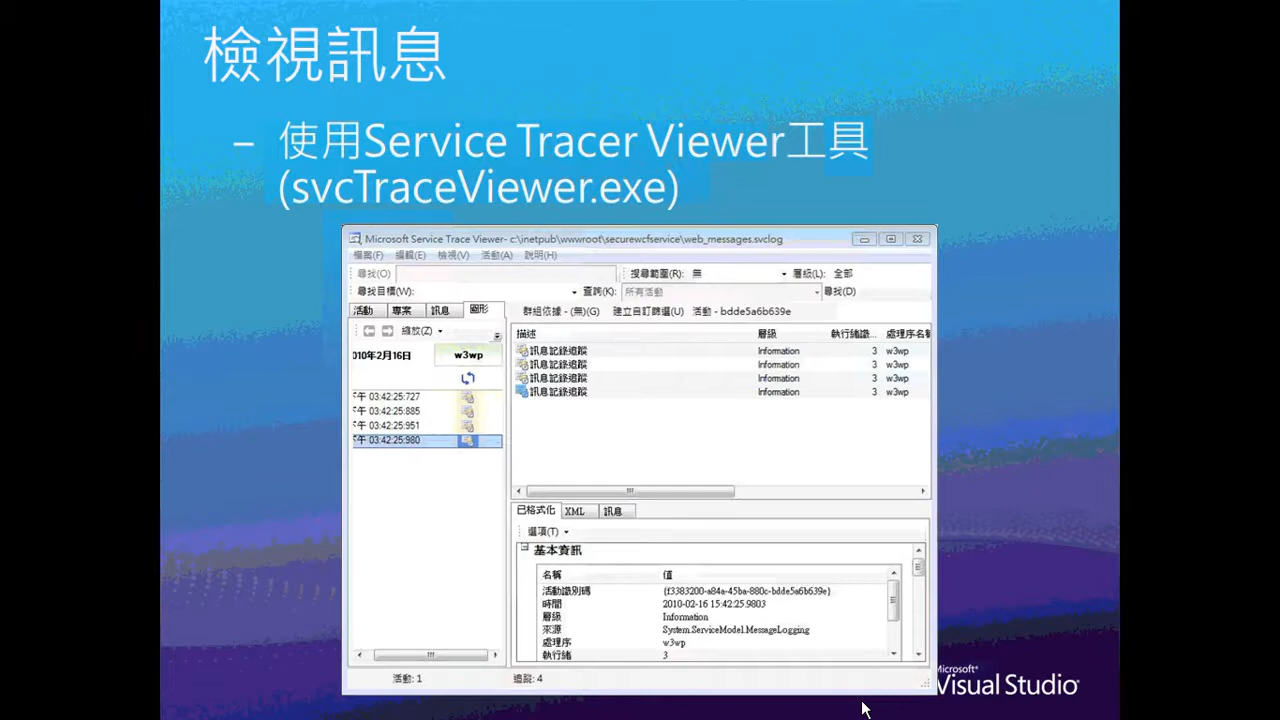 檢視訊息
– 使用Service Tracer Viewer工具
(svcTraceViewer.exe)
Microsoft Service Trace Viewer- c:\inetpub\wwwroot\securewcfservice\web_messages.svclog
檔案(F) 編輯(E) 檢視(V) 活動(A) 說明(H)
尋找(O) 搜尋範圍(R): 無 層級(L): 全部
尋找目標(W): 查詢(K): 所有活動 尋找(D)
活動 專案 訊息 圖形 群組依據 - (無)(G) 建立自訂篩選(U) 活動 - bdde5a6b639e
縮放(Z)
描述 層級 執行緒識... 處理序名稱
010年2月16日 w3wp
訊息記錄追蹤 Information 3 w3wp
訊息記錄追蹤 Information 3 w3wp
訊息記錄追蹤 Information 3 w3wp
訊息記錄追蹤 Information 3 w3wp
下午 03:42:25:727
下午 03:42:25:885
下午 03:42:25:951
下午 03:42:25:980
已格式化 XML 訊息
選項(T)
基本資訊
名稱 值
活動識別碼 {f3383200-a84a-45ba-880c-bdde5a6b639e}
時間 2010-02-16 15:42:25.9803
層級 Information
來源 System.ServiceModel.MessageLogging
處理序 w3wp
執行緒 3
活動: 1 追蹤: 4
Microsoft®
Visual Studio